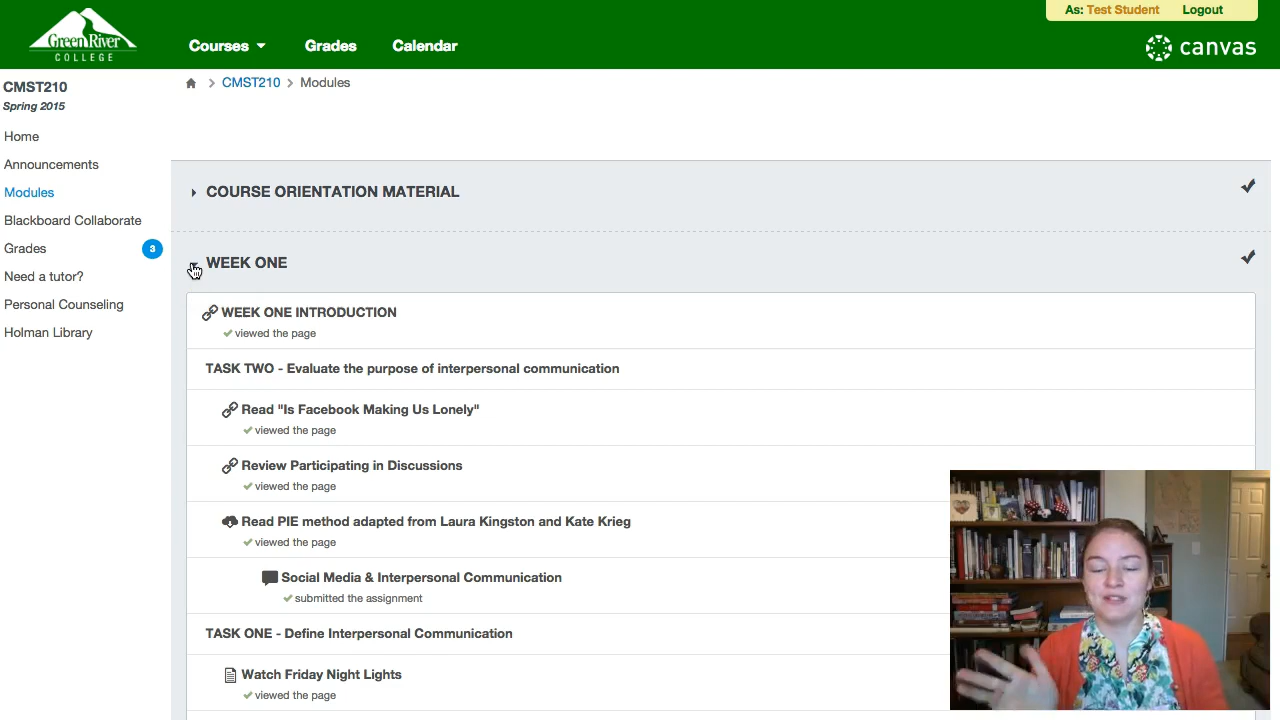 As: Test Student Logout
GreenRiver
COLLEGE
Courses Grades Calendar
canvas
CMST210
Spring 2015
Home
Announcements
Modules
Blackboard Collaborate
Grades 3
Need a tutor?
Personal Counseling
Holman Library
CMST210 Modules
COURSE ORIENTATION MATERIAL
WEEK ONE
WEEK ONE INTRODUCTION
viewed the page
TASK TWO - Evaluate the purpose of interpersonal communication
Read "Is Facebook Making Us Lonely"
viewed the page
Review Participating in Discussions
viewed the page
Read PIE method adapted from Laura Kingston and Kate Krieg
viewed the page
Social Media & Interpersonal Communication
submitted the assignment
TASK ONE - Define Interpersonal Communication
Watch Friday Night Lights
viewed the page